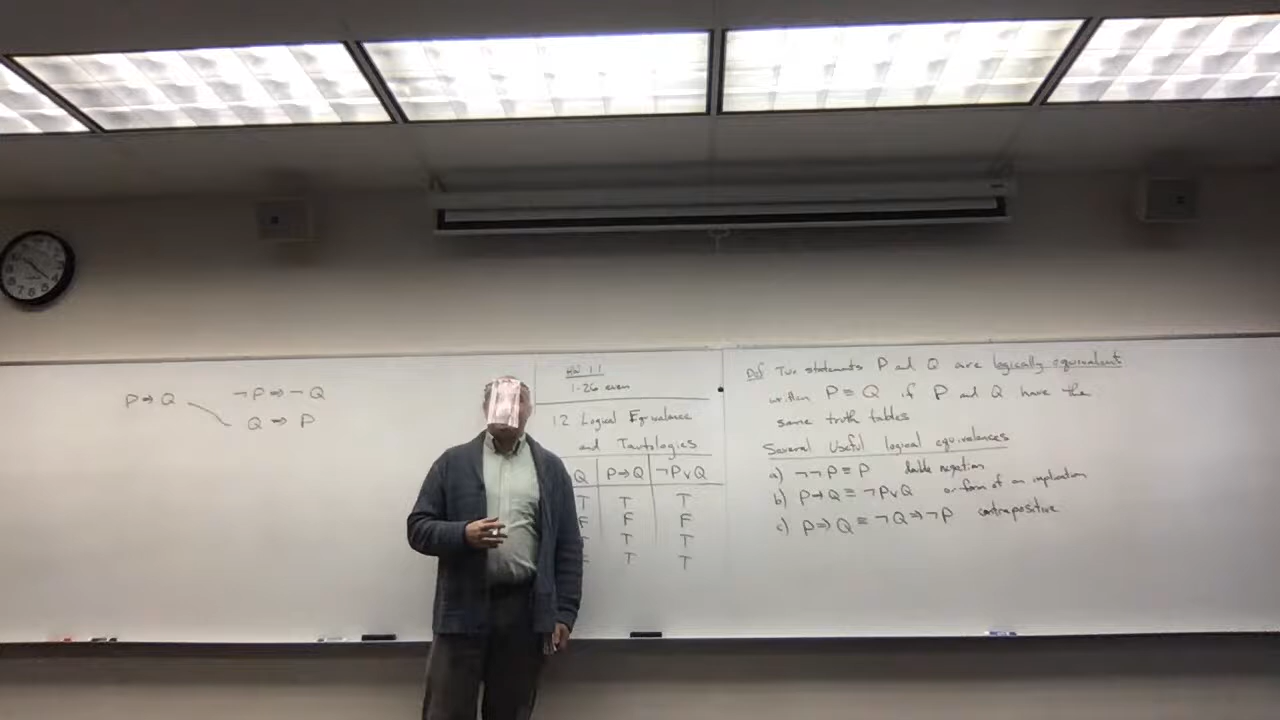 P ⇒ Q
¬P ⇒ ¬Q
Q ⇒ P
HW 1.1
1-26 even
1.2 Logical Equivalence
and Tautologies
Q P⇒Q ¬P∨Q
T T T
F F F
T T T
F T T
Def Two statements P and Q are logically equivalent
written P ≡ Q if P and Q have the
same truth tables
Several Useful logical equivalences
a) ¬¬P ≡ P double negation
b) P⇒Q ≡ ¬P∨Q or form of an implication
c) P⇒Q ≡ ¬Q⇒¬P contrapositive